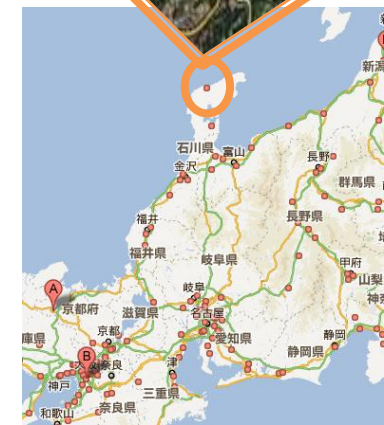 新潟
石川県
富山
金沢
長野
群馬県
福井
長野県
福井県
岐阜県
甲府
岐阜
山梨
A
京都府
滋賀県
名古屋
京都
愛知県
静岡
庫県
B
奈良
津
静岡県
神戸
三重県
和歌山
奈良県